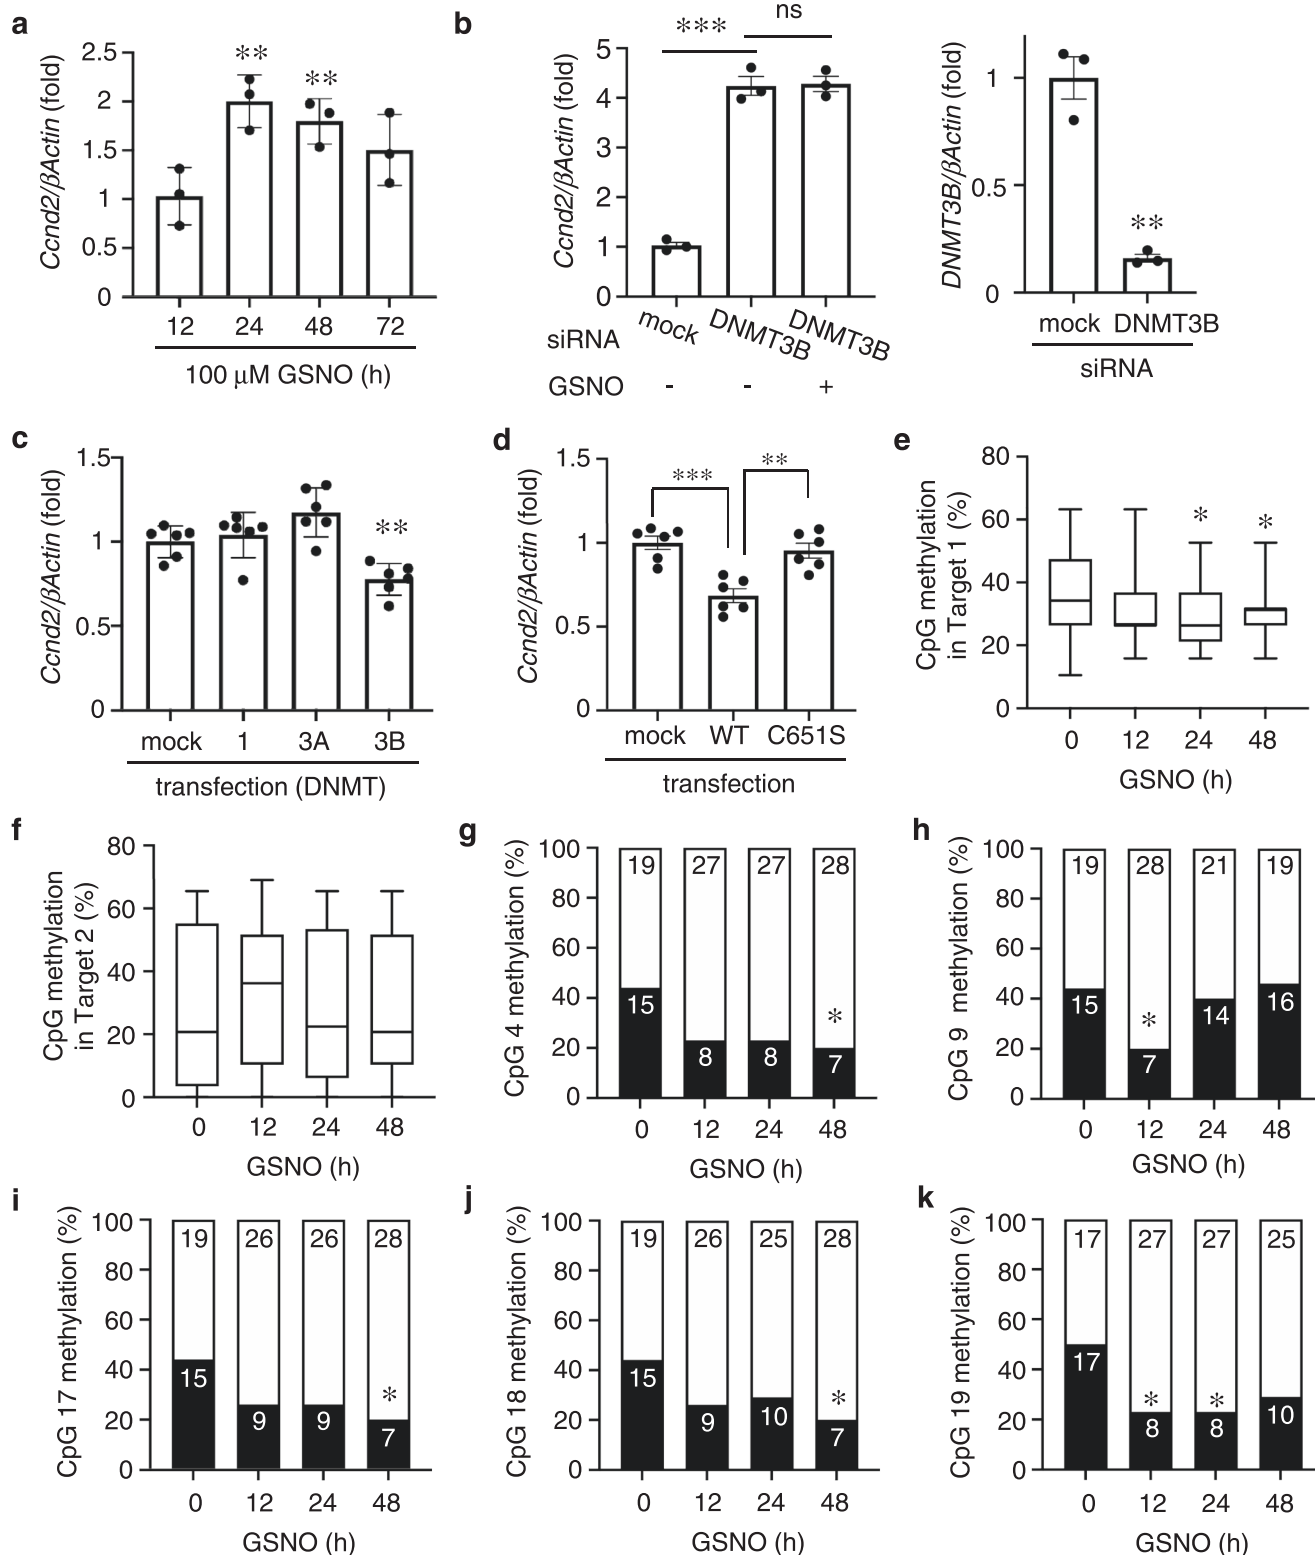 a
Ccnd2/βActin (fold)
2.5
2
1.5
1
0.5
0
**
**
12 24 48 72
100 µM GSNO (h)
b
Ccnd2/βActin (fold)
5
4
3
2
1
0
***
ns
siRNA mock DNMT3B DNMT3B
GSNO - - +
DNMT3B/βActin (fold)
1
0.5
0
**
mock DNMT3B
siRNA
c
Ccnd2/βActin (fold)
1.5
1
0.5
0
**
mock 1 3A 3B
transfection (DNMT)
d
Ccnd2/βActin (fold)
1.5
1
0.5
0
***
**
mock WT C651S
transfection
e
CpG methylation
in Target 1 (%)
80
60
40
20
0
* *
0 12 24 48
GSNO (h)
f
CpG methylation
in Target 2 (%)
80
60
40
20
0
0 12 24 48
GSNO (h)
g
CpG 4 methylation (%)
100
80
60
40
20
0
19 27 27 28
*
15 8 8 7
0 12 24 48
GSNO (h)
h
CpG 9 methylation (%)
100
80
60
40
20
0
19 28 21 19
*
15 7 14 16
0 12 24 48
GSNO (h)
i
CpG 17 methylation (%)
100
80
60
40
20
0
19 26 26 28
*
15 9 9 7
0 12 24 48
GSNO (h)
j
CpG 18 methylation (%)
100
80
60
40
20
0
19 26 25 28
*
15 9 10 7
0 12 24 48
GSNO (h)
k
CpG 19 methylation (%)
100
80
60
40
20
0
17 27 27 25
* *
17 8 8 10
0 12 24 48
GSNO (h)